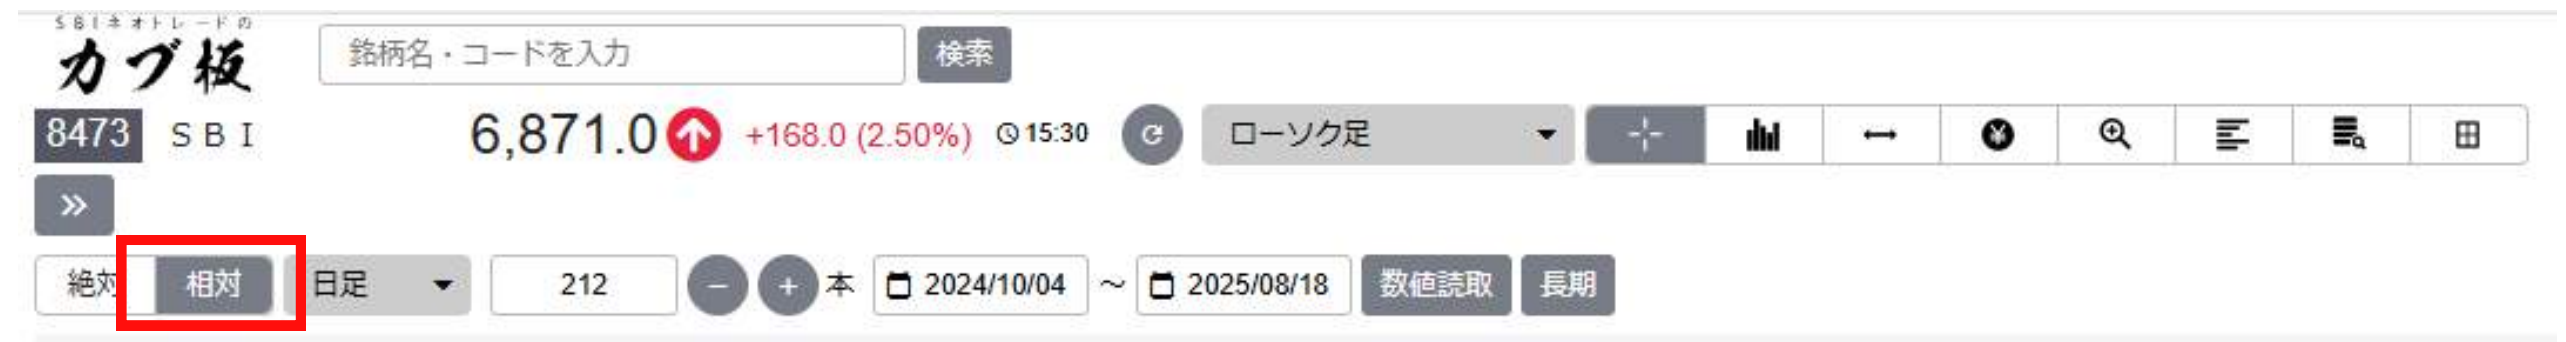 SBIネオトレードの
カブ板
銘柄名・コードを入力 検索
8473 SBI 6,871.0 +168.0 (2.50%) 15:30 ローソク足
絶対 相対 日足 212 − + 本 2024/10/04 ～ 2025/08/18 数値読取 長期